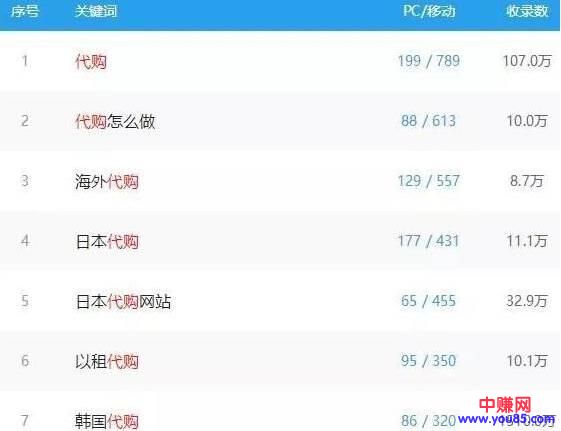 序号 关键词 PC/移动 收录数
1 代购 199 / 789 107.0万
2 代购怎么做 88 / 613 10.0万
3 海外代购 129 / 557 8.7万
4 日本代购 177 / 431 11.1万
5 日本代购网站 65 / 455 32.9万
6 以租代购 95 / 350 10.1万
7 韩国代购 86 / 320
中赚网
www.you85.com